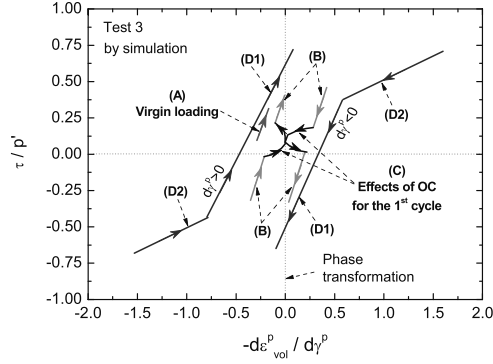 1.00
0.75
0.50
0.25
0.00
-0.25
-0.50
-0.75
-1.00
τ / p'
Test 3
by simulation
(D1)
(B)
(A)
Virgin loading
(D2)
dγᵖ<0
dγᵖ>0
(C)
Effects of OC
for the 1ˢᵗ cycle
(D2)
(B)
(D1)
Phase
transformation
-2.0 -1.5 -1.0 -0.5 0.0 0.5 1.0 1.5 2.0
-dεᵖvol / dγᵖ